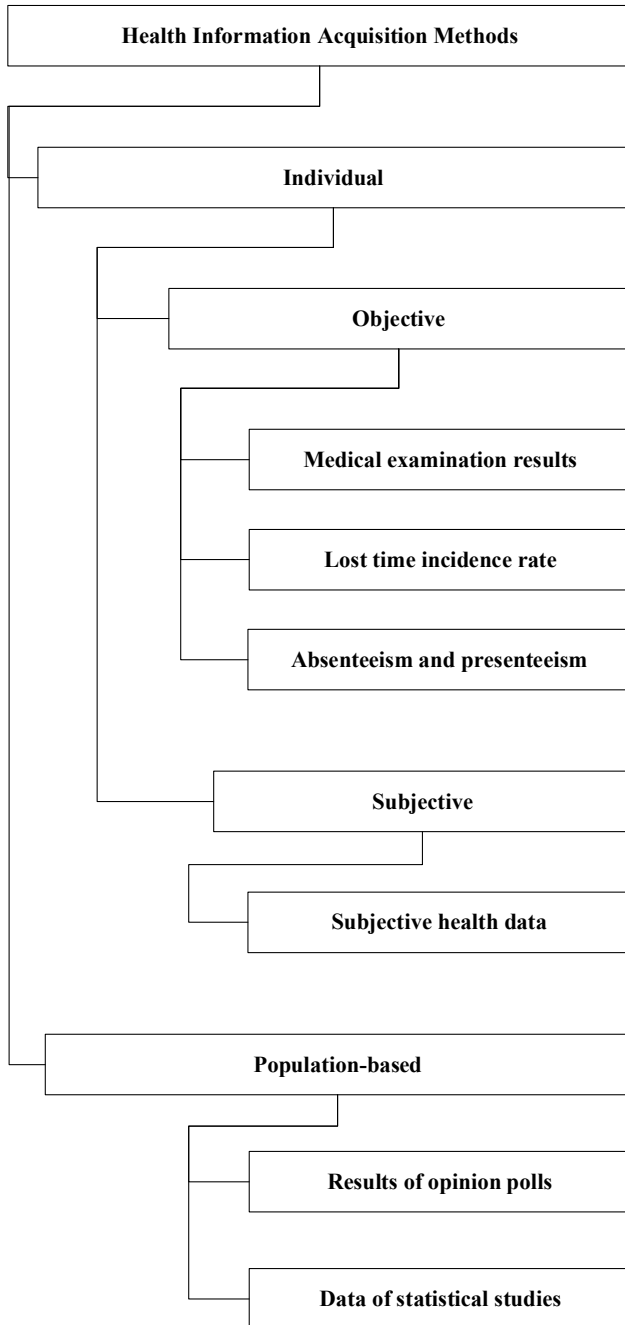 Health Information Acquisition Methods
Individual
Objective
Medical examination results
Lost time incidence rate
Absenteeism and presenteeism
Subjective
Subjective health data
Population-based
Results of opinion polls
Data of statistical studies